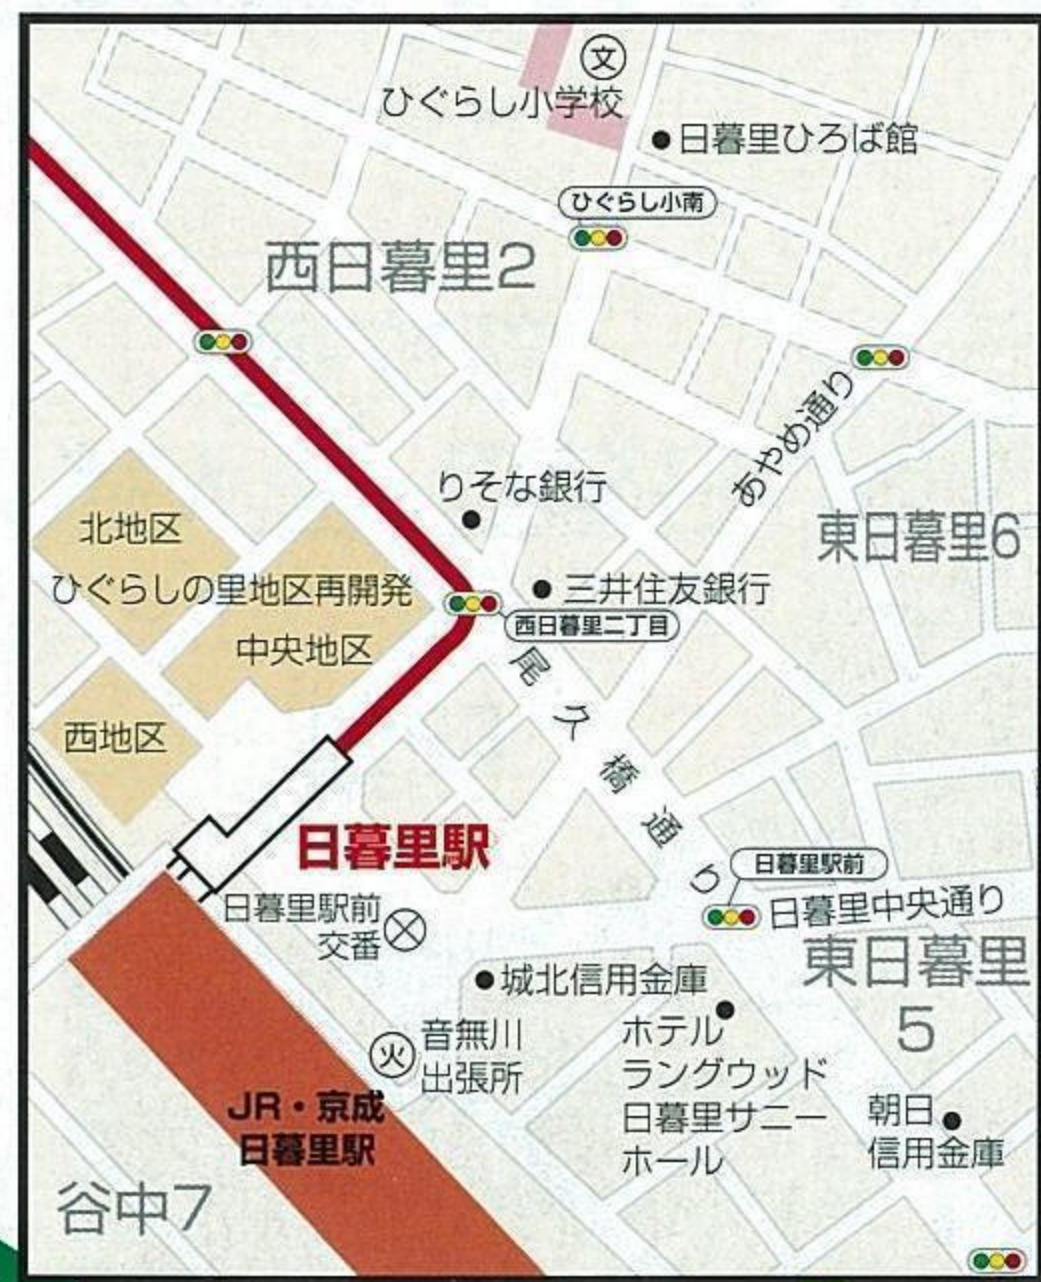 文
ひぐらし小学校
日暮里ひろば館
ひぐらし小南
西日暮里2
あやめ通り
りそな銀行
東日暮里6
北地区
ひぐらしの里地区再開発
三井住友銀行
西日暮里二丁目
中央地区
尾久橋通り
西地区
日暮里駅
日暮里駅前
日暮里駅前
交番
日暮里中央通り
東日暮里
5
城北信用金庫
火
音無川
出張所
ホテル
ラングウッド
日暮里サニー
ホール
JR・京成
日暮里駅
朝日
信用金庫
谷中7